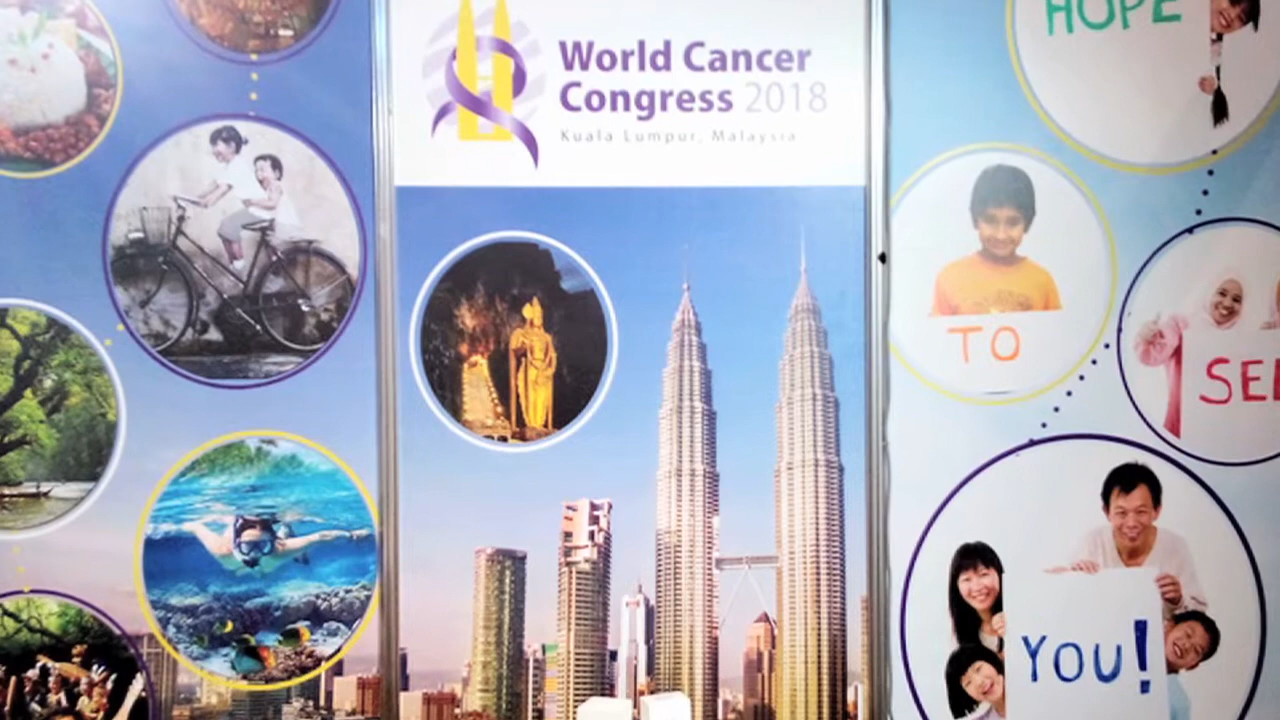 World Cancer
Congress 2018
Kuala Lumpur, Malaysia
HOPE
TO
YOU!